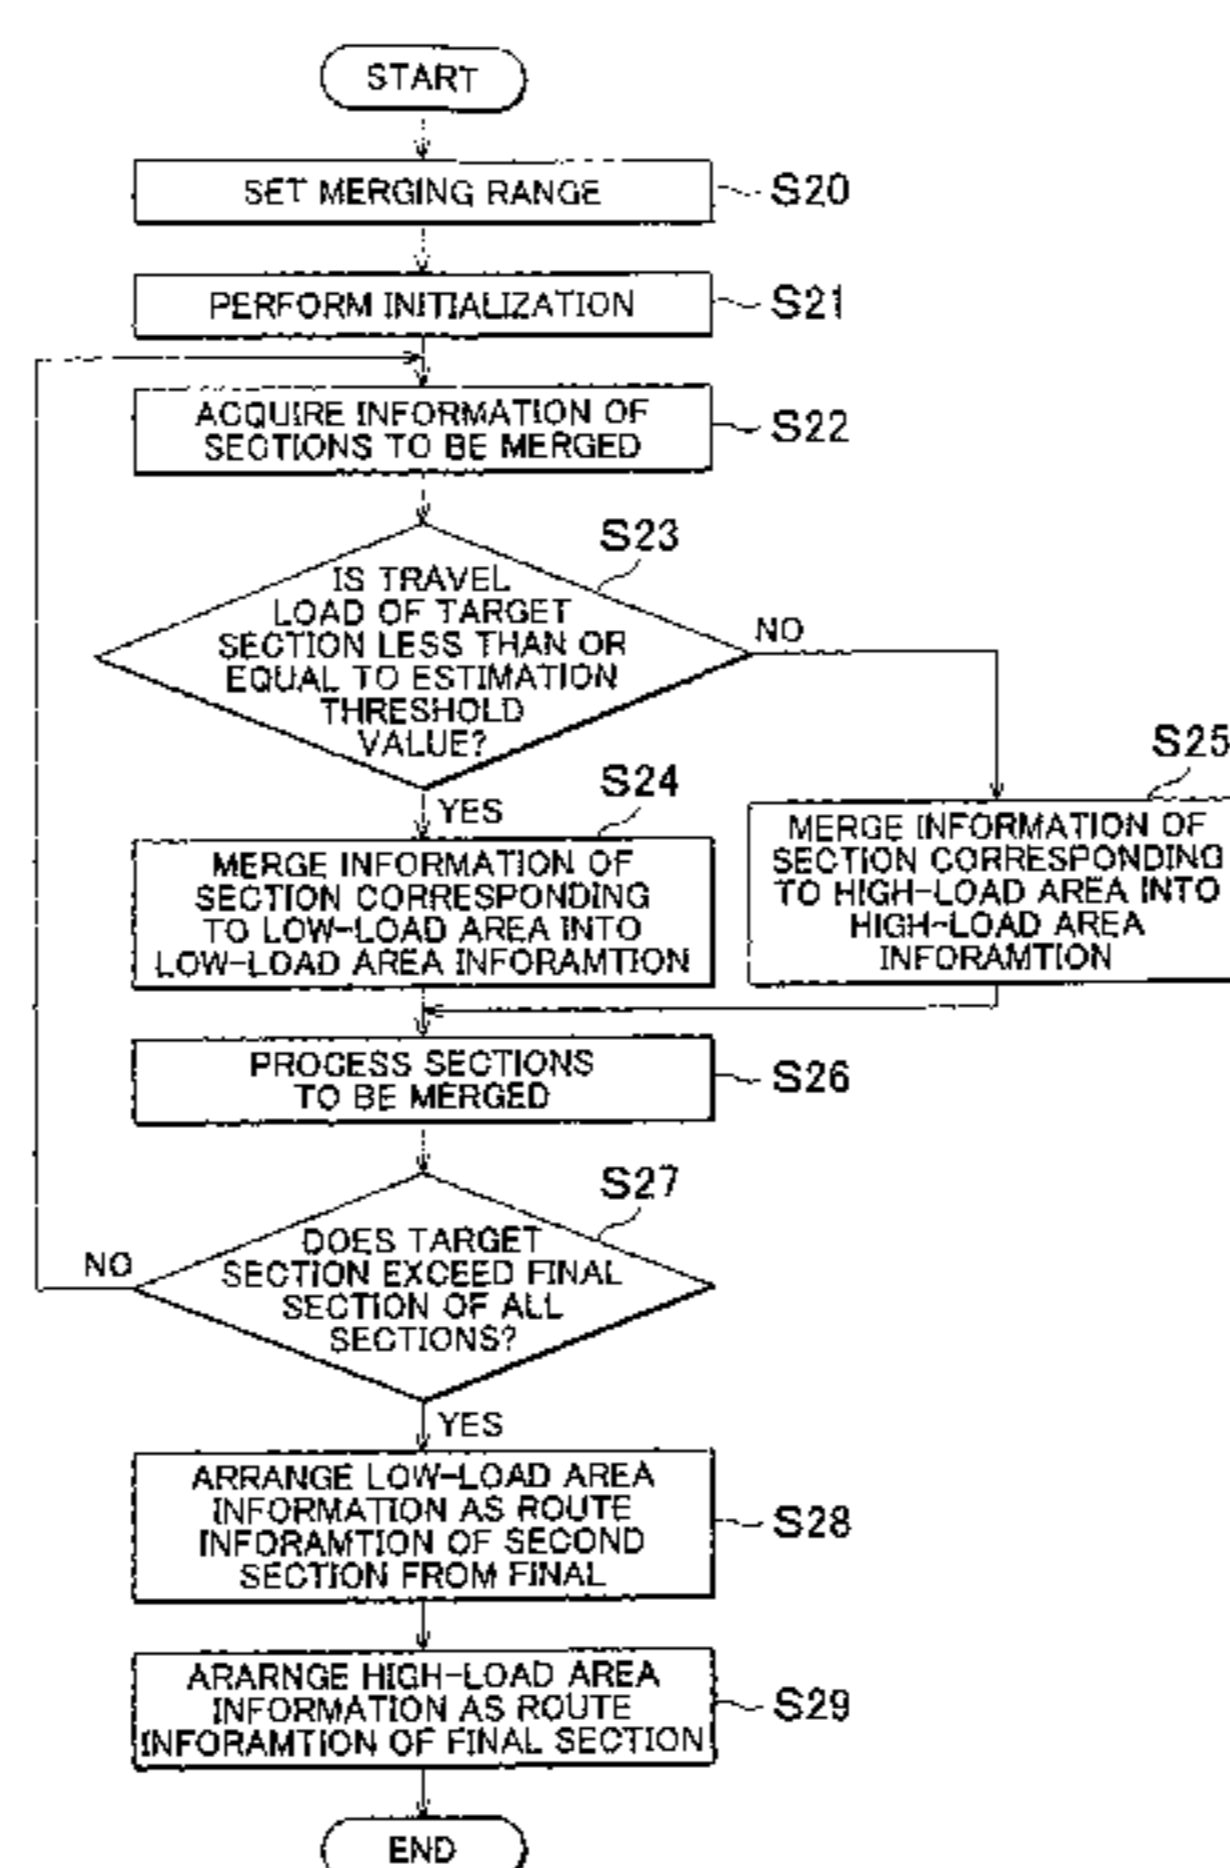 START
SET MERGING RANGE
S20
PERFORM INITIALIZATION
S21
ACQUIRE INFORMATION OF
SECTIONS TO BE MERGED
S22
S23
IS TRAVEL
LOAD OF TARGET
SECTION LESS THAN OR
EQUAL TO ESTIMATION
THRESHOLD
VALUE?
NO
YES
S24
MERGE INFORMATION OF
SECTION CORRESPONDING
TO LOW-LOAD AREA INTO
LOW-LOAD AREA INFORAMTION
S25
MERGE INFORMATION OF
SECTION CORRESPONDING
TO HIGH-LOAD AREA INTO
HIGH-LOAD AREA
INFORAMTION
PROCESS SECTIONS
TO BE MERGED
S26
S27
DOES TARGET
SECTION EXCEED FINAL
SECTION OF ALL
SECTIONS?
NO
YES
ARRANGE LOW-LOAD AREA
INFORMATION AS ROUTE
INFORAMTION OF SECOND
SECTION FROM FINAL
S28
ARARNGE HIGH-LOAD AREA
INFORMATION AS ROUTE
INFORAMTION OF FINAL SECTION
S29
END